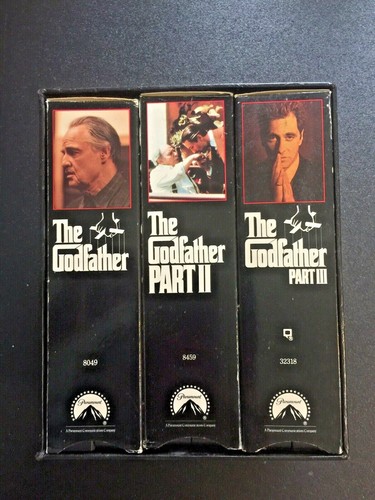 The
Godfather
8049
Paramount
A Paramount Communications Company
The
Godfather
PART II
8459
Paramount
A Paramount Communications Company
The
Godfather
PART III
32318
Paramount
A Paramount Communications Company